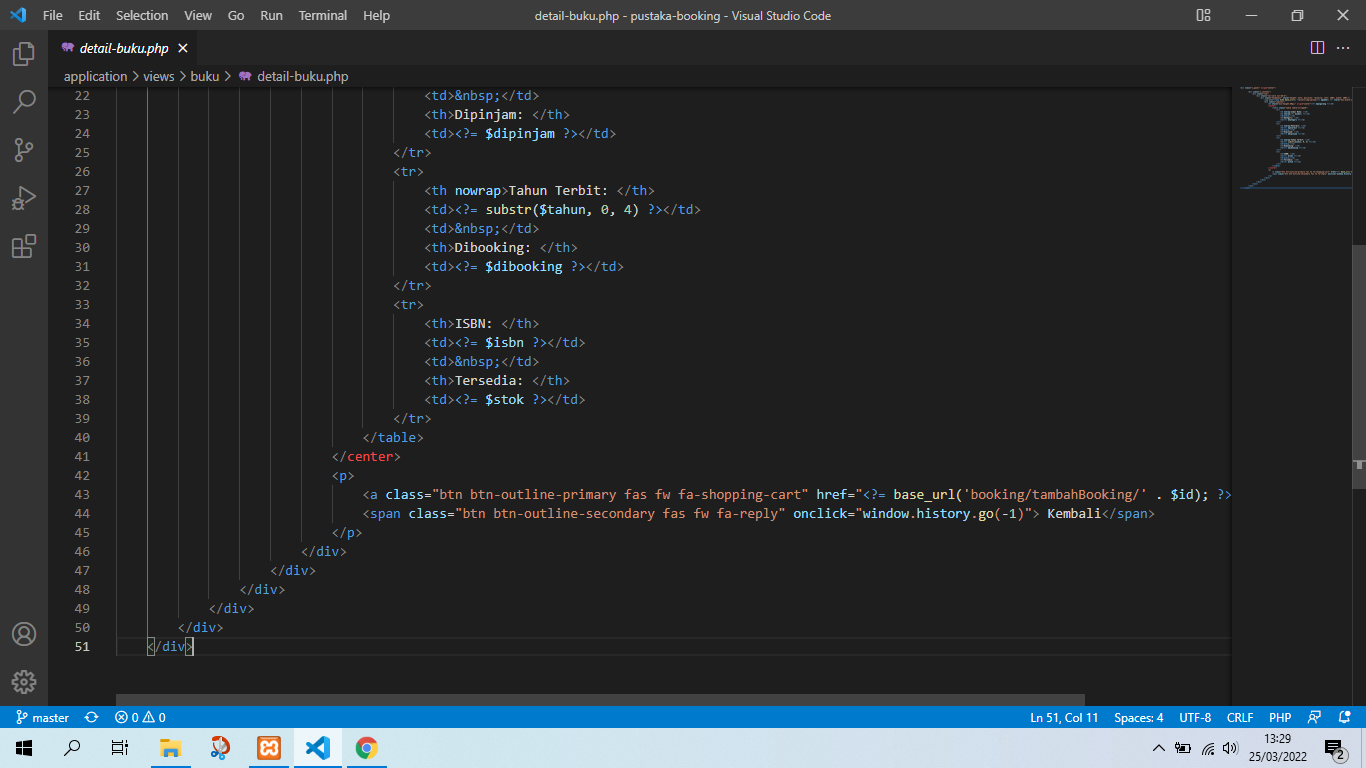 File Edit Selection View Go Run Terminal Help
detail-buku.php - pustaka-booking - Visual Studio Code
detail-buku.php
application > views > buku > detail-buku.php
22 <td>&nbsp;</td>
23 <th>Dipinjam: </th>
24 <td><?= $dipinjam ?></td>
25 </tr>
26 <tr>
27 <th nowrap>Tahun Terbit: </th>
28 <td><?= substr($tahun, 0, 4) ?></td>
29 <td>&nbsp;</td>
30 <th>Dibooking: </th>
31 <td><?= $dibooking ?></td>
32 </tr>
33 <tr>
34 <th>ISBN: </th>
35 <td><?= $isbn ?></td>
36 <td>&nbsp;</td>
37 <th>Tersedia: </th>
38 <td><?= $stok ?></td>
39 </tr>
40 </table>
41 </center>
42 <p>
43 <a class="btn btn-outline-primary fas fw fa-shopping-cart" href="<?= base_url('booking/tambahBooking/' . $id); ?>
44 <span class="btn btn-outline-secondary fas fw fa-reply" onclick="window.history.go(-1)"> Kembali</span>
45 </p>
46 </div>
47 </div>
48 </div>
49 </div>
50 </div>
51 </div>
master 0 0 Ln 51, Col 11 Spaces: 4 UTF-8 CRLF PHP
13:29
25/03/2022
2